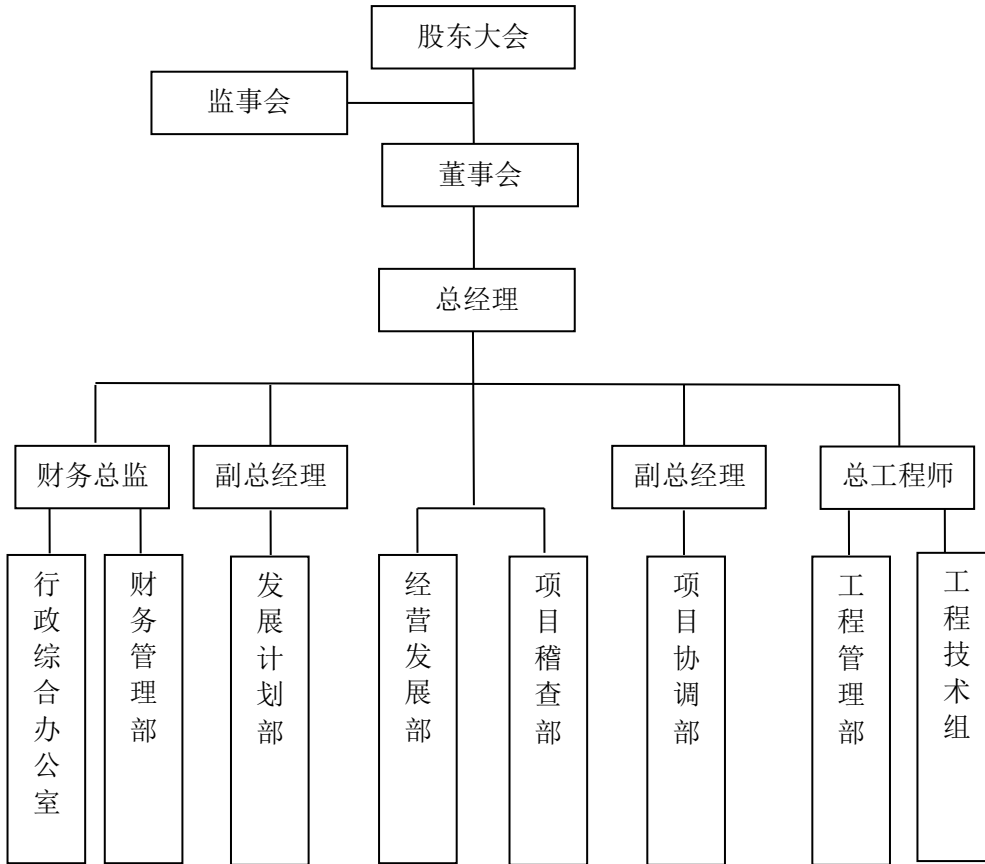 股东大会
监事会
董事会
总经理
财务总监
副总经理
副总经理
总工程师
行政综合办公室
财务管理部
发展计划部
经营发展部
项目稽查部
项目协调部
工程管理部
工程技术组